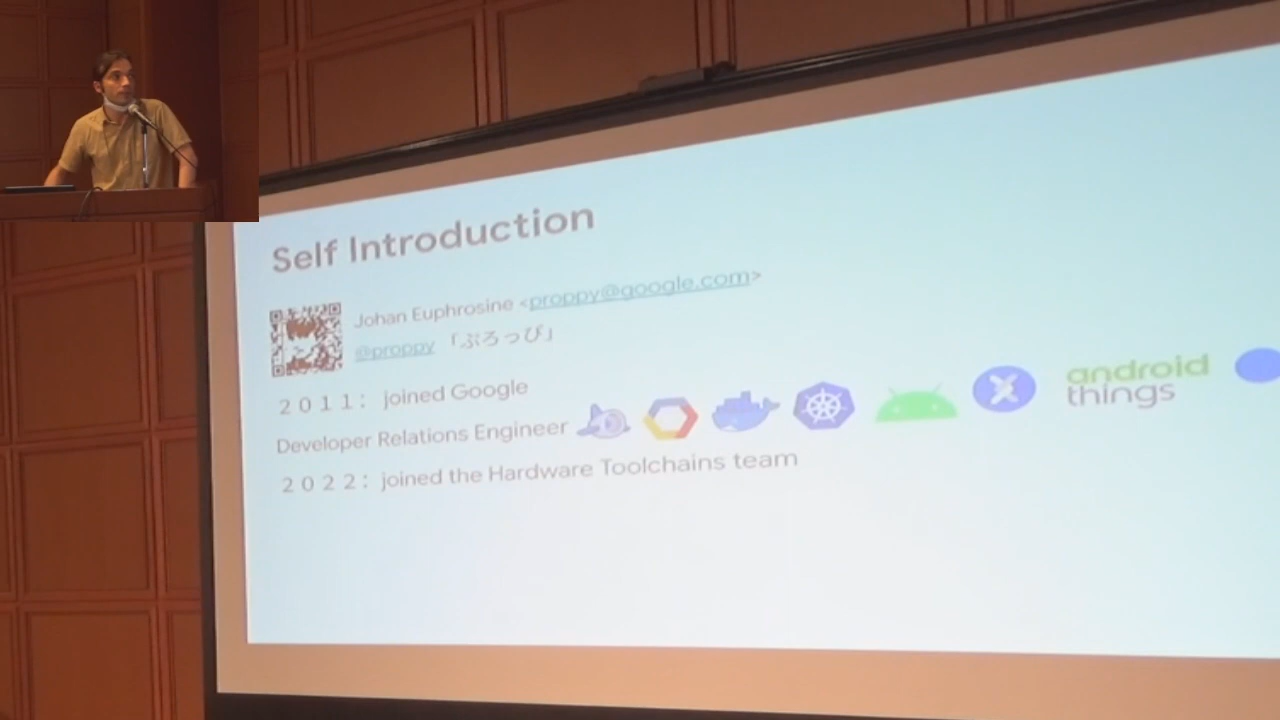 Self Introduction
Johan Euphrosine <proppy@google.com>
@proppy 「ぷろっぴ」
2011: joined Google
Developer Relations Engineer
android
things
2022: joined the Hardware Toolchains team